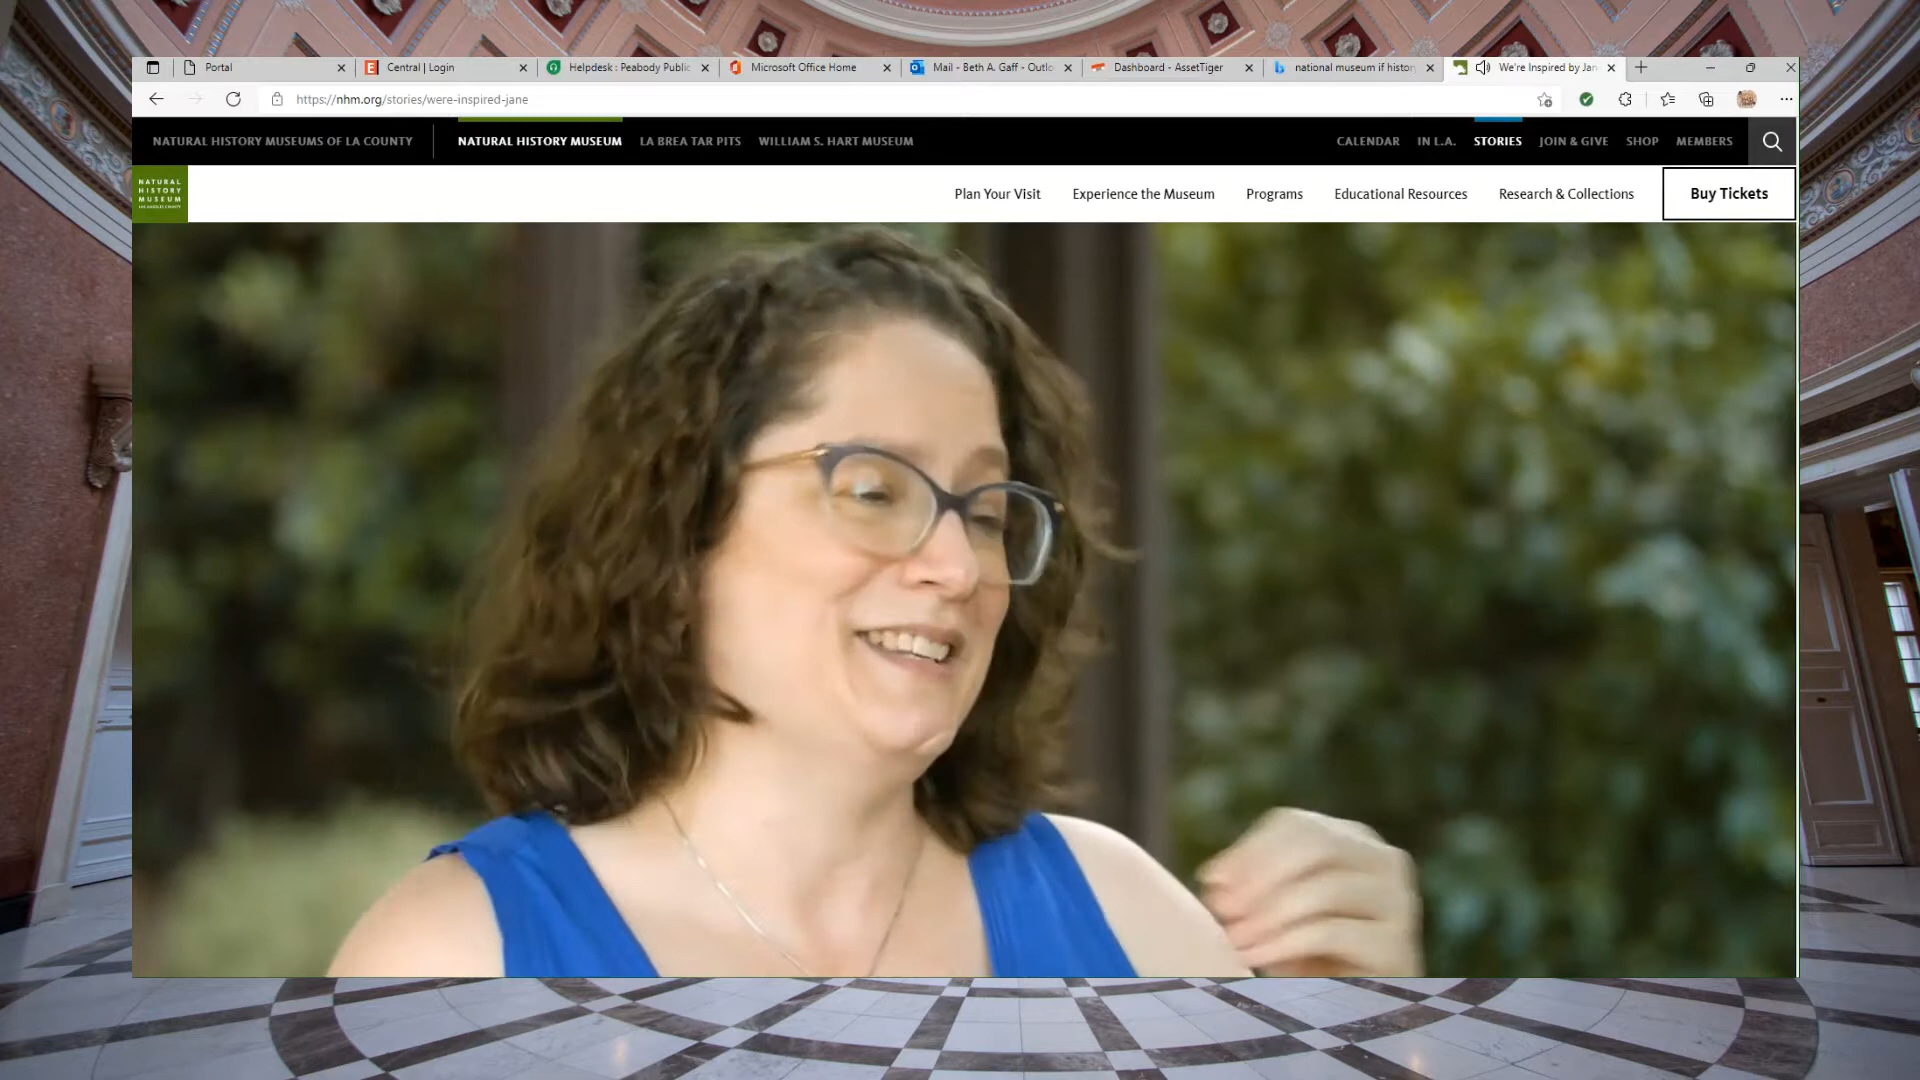 Portal
Central | Login
Helpdesk : Peabody Public
Microsoft Office Home
Mail - Beth A. Gaff - Outlo
Dashboard - AssetTiger
national museum if histor
We're Inspired by Jan
https://nhm.org/stories/were-inspired-jane
NATURAL HISTORY MUSEUMS OF LA COUNTY
NATURAL HISTORY MUSEUM
LA BREA TAR PITS
WILLIAM S. HART MUSEUM
CALENDAR
IN L.A.
STORIES
JOIN & GIVE
SHOP
MEMBERS
NATURAL
HISTORY
MUSEUM
LOS ANGELES COUNTY
Plan Your Visit
Experience the Museum
Programs
Educational Resources
Research & Collections
Buy Tickets